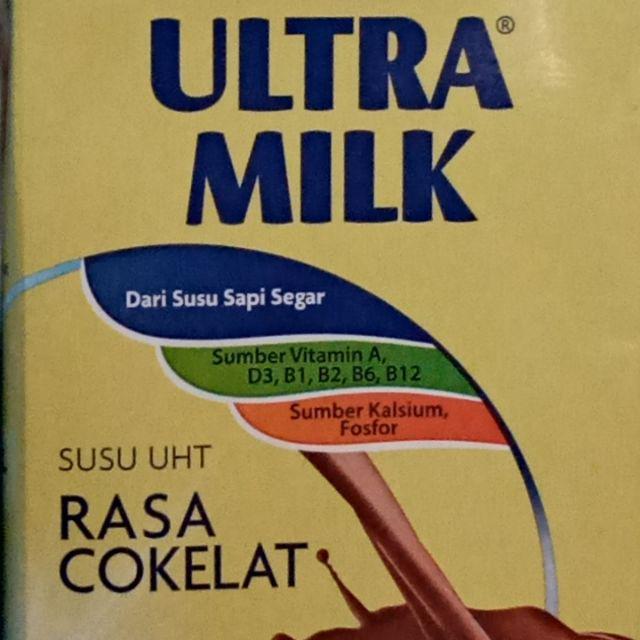 ULTRA®
MILK
Dari Susu Sapi Segar
Sumber Vitamin A,
D3, B1, B2, B6, B12
Sumber Kalsium,
Fosfor
SUSU UHT
RASA
COKELAT